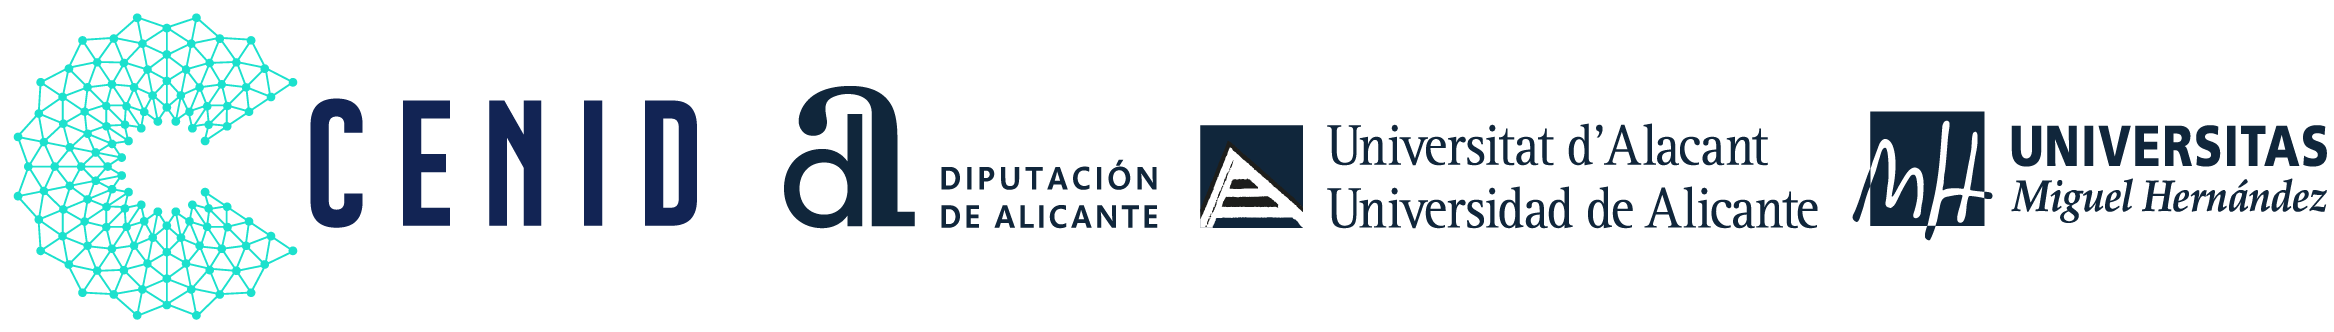 CENID
DIPUTACIÓN
DE ALICANTE
Universitat d'Alacant
Universidad de Alicante
UNIVERSITAS
Miguel Hernández